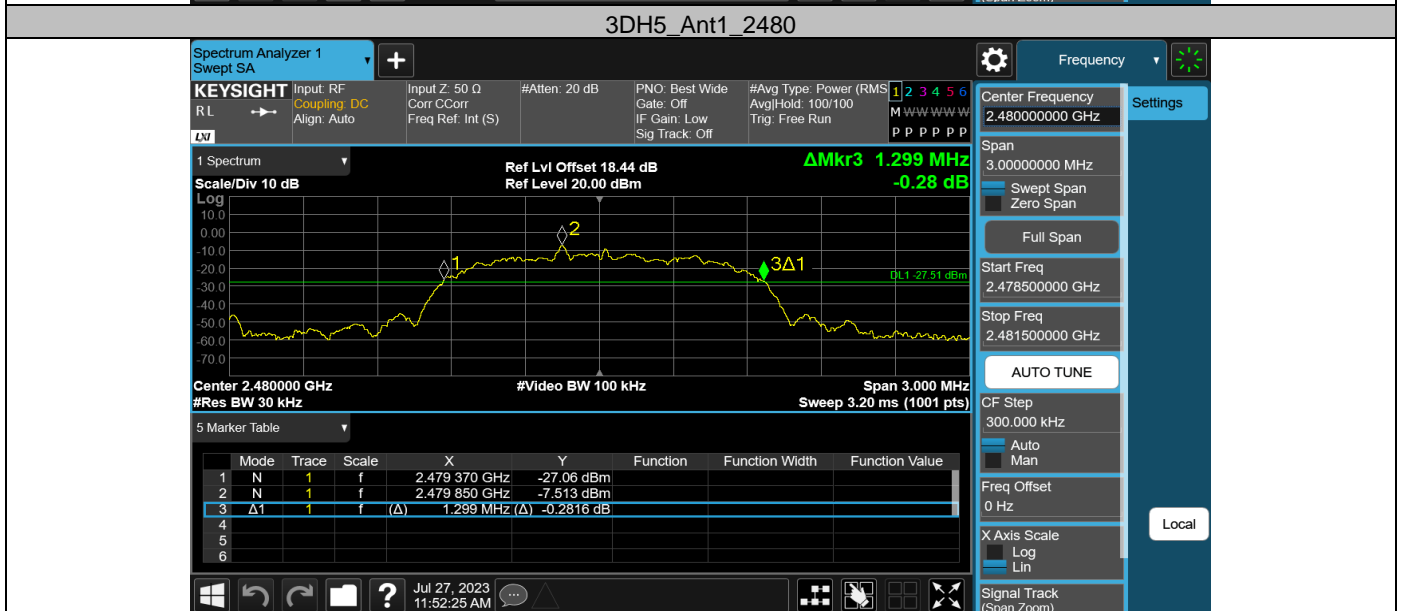 (Span Zoom)
3DH5_Ant1_2480
Spectrum Analyzer 1
Swept SA
+
Frequency
KEYSIGHT
RL
LXI
Input: RF
Coupling: DC
Align: Auto
Input Z: 50 Ω
Corr CCorr
Freq Ref: Int (S)
#Atten: 20 dB
PNO: Best Wide
Gate: Off
IF Gain: Low
Sig Track: Off
#Avg Type: Power (RMS
Avg|Hold: 100/100
Trig: Free Run
1 2 3 4 5 6
M W W W W W
P P P P P P
1 Spectrum
Scale/Div 10 dB
Ref Lvl Offset 18.44 dB
Ref Level 20.00 dBm
ΔMkr3 1.299 MHz
-0.28 dB
Log
10.0
0.00
-10.0
-20.0
-30.0
-40.0
-50.0
-60.0
-70.0
1
2
3Δ1
DL1 -27.51 dBm
Center 2.480000 GHz
#Video BW 100 kHz
Span 3.000 MHz
#Res BW 30 kHz
Sweep 3.20 ms (1001 pts)
5 Marker Table
Mode Trace Scale X Y Function Function Width Function Value
1 N 1 f 2.479 370 GHz -27.06 dBm
2 N 1 f 2.479 850 GHz -7.513 dBm
3 Δ1 1 f (Δ) 1.299 MHz (Δ) -0.2816 dB
4
5
6
?
Jul 27, 2023
11:52:25 AM
Center Frequency
2.480000000 GHz
Settings
Span
3.00000000 MHz
Swept Span
Zero Span
Full Span
Start Freq
2.478500000 GHz
Stop Freq
2.481500000 GHz
AUTO TUNE
CF Step
300.000 kHz
Auto
Man
Freq Offset
0 Hz
Local
X Axis Scale
Log
Lin
Signal Track
(Span Zoom)